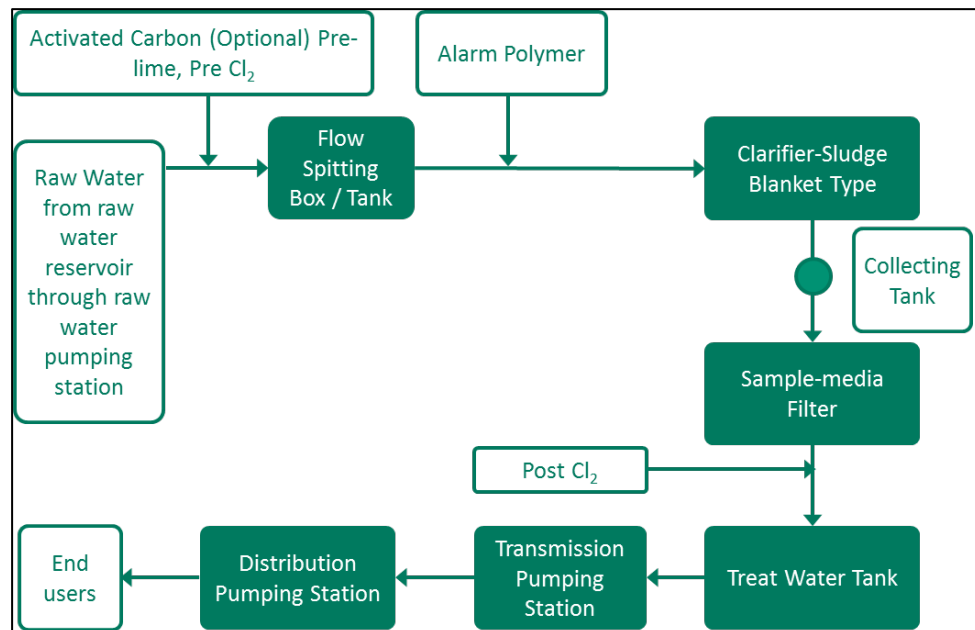 Activated Carbon (Optional) Pre-
lime, Pre Cl₂
Alarm Polymer
Raw Water
from raw
water
reservoir
through raw
water
pumping
station
Flow
Spitting
Box / Tank
Clarifier-Sludge
Blanket Type
Collecting
Tank
Sample-media
Filter
Post Cl₂
End
users
Distribution
Pumping Station
Transmission
Pumping
Station
Treat Water Tank